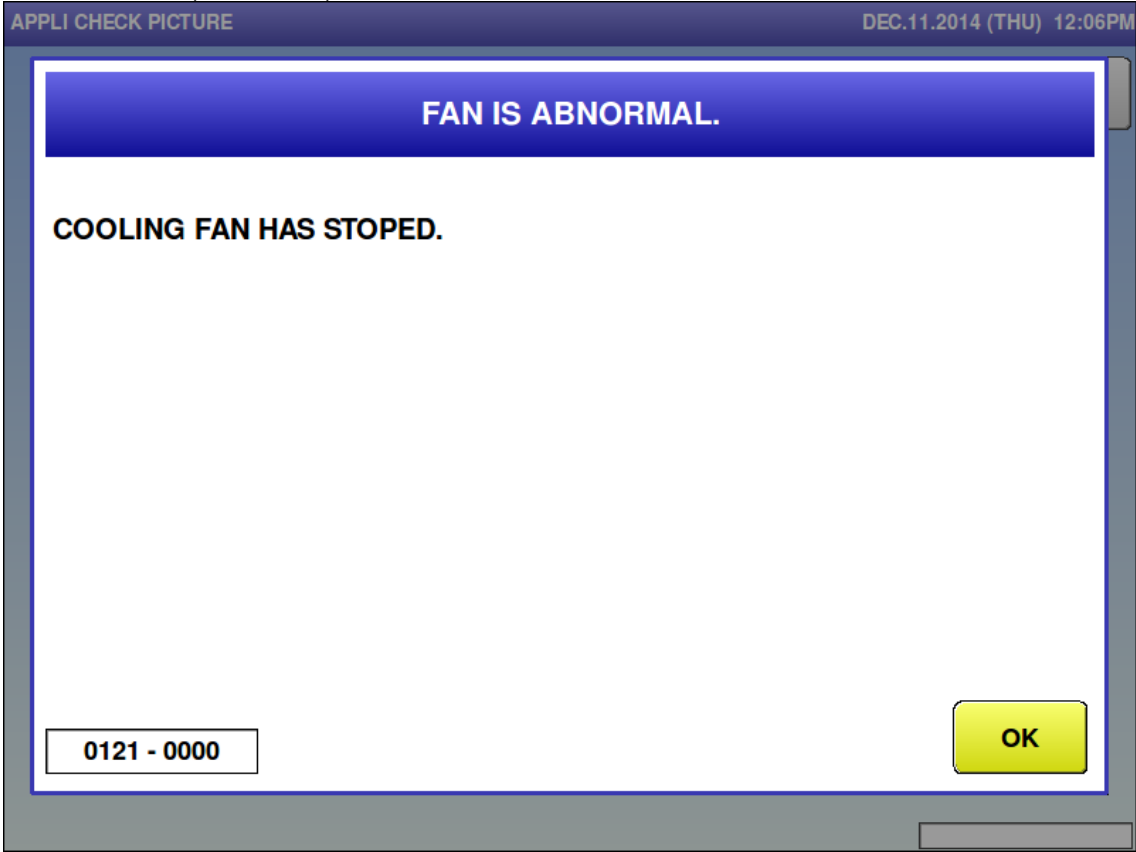 APPLI CHECK PICTURE DEC.11.2014 (THU) 12:06PM
FAN IS ABNORMAL.
COOLING FAN HAS STOPED.
0121 - 0000
OK